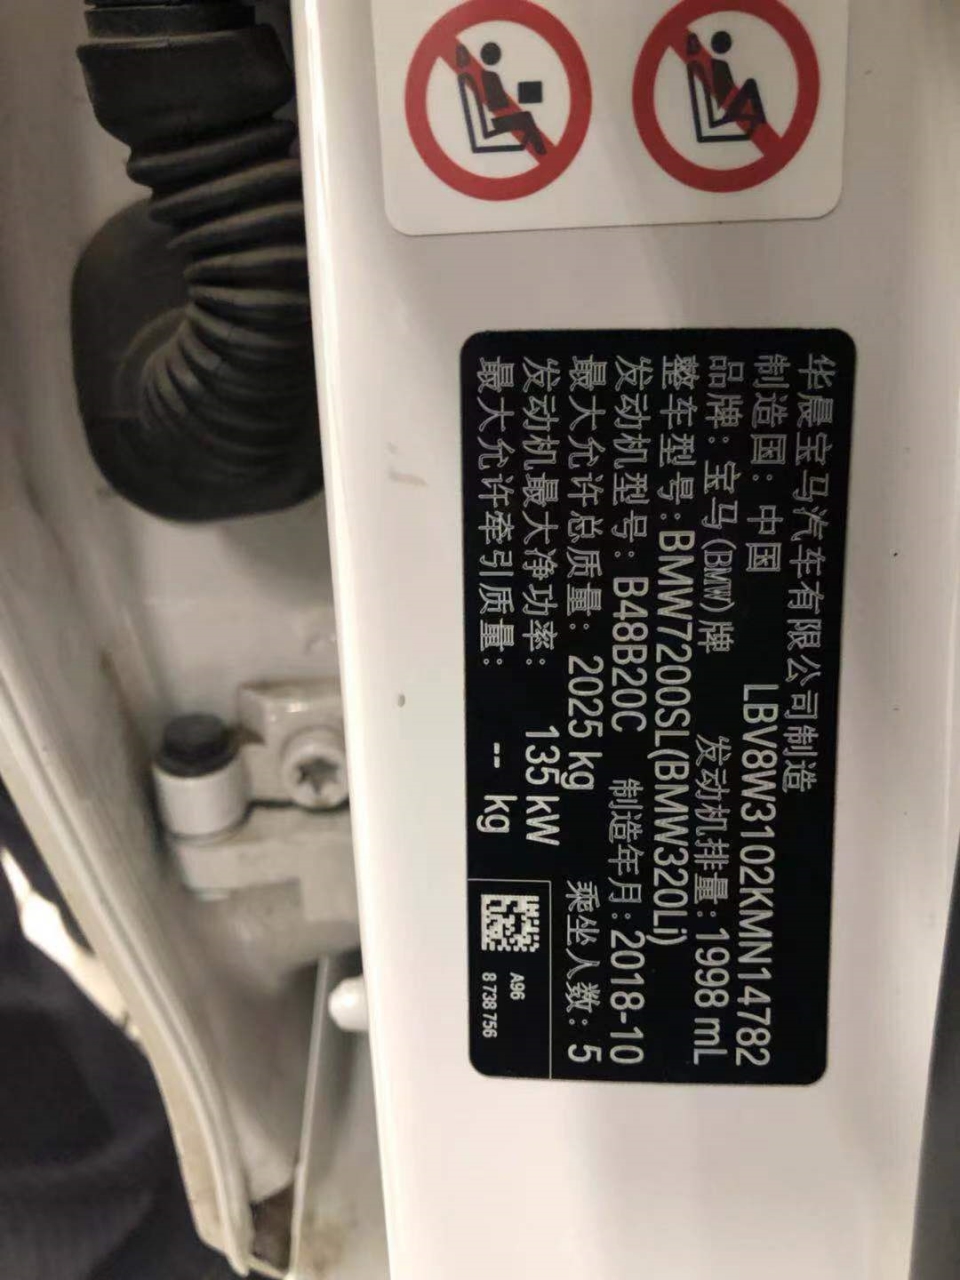 华晨宝马汽车有限公司制造
制造国：中国 LBV8W3102KMN14782
品牌：宝马(BMW)牌 发动机排量：1998 mL
整车型号：BMW7200SL(BMW320Li)
发动机型号：B48B20C 制造年月：2018-10
最大允许总质量：2025 kg 乘坐人数：5
发动机最大净功率：135 kW
最大允许牵引质量：-- kg
A96
8 738 756